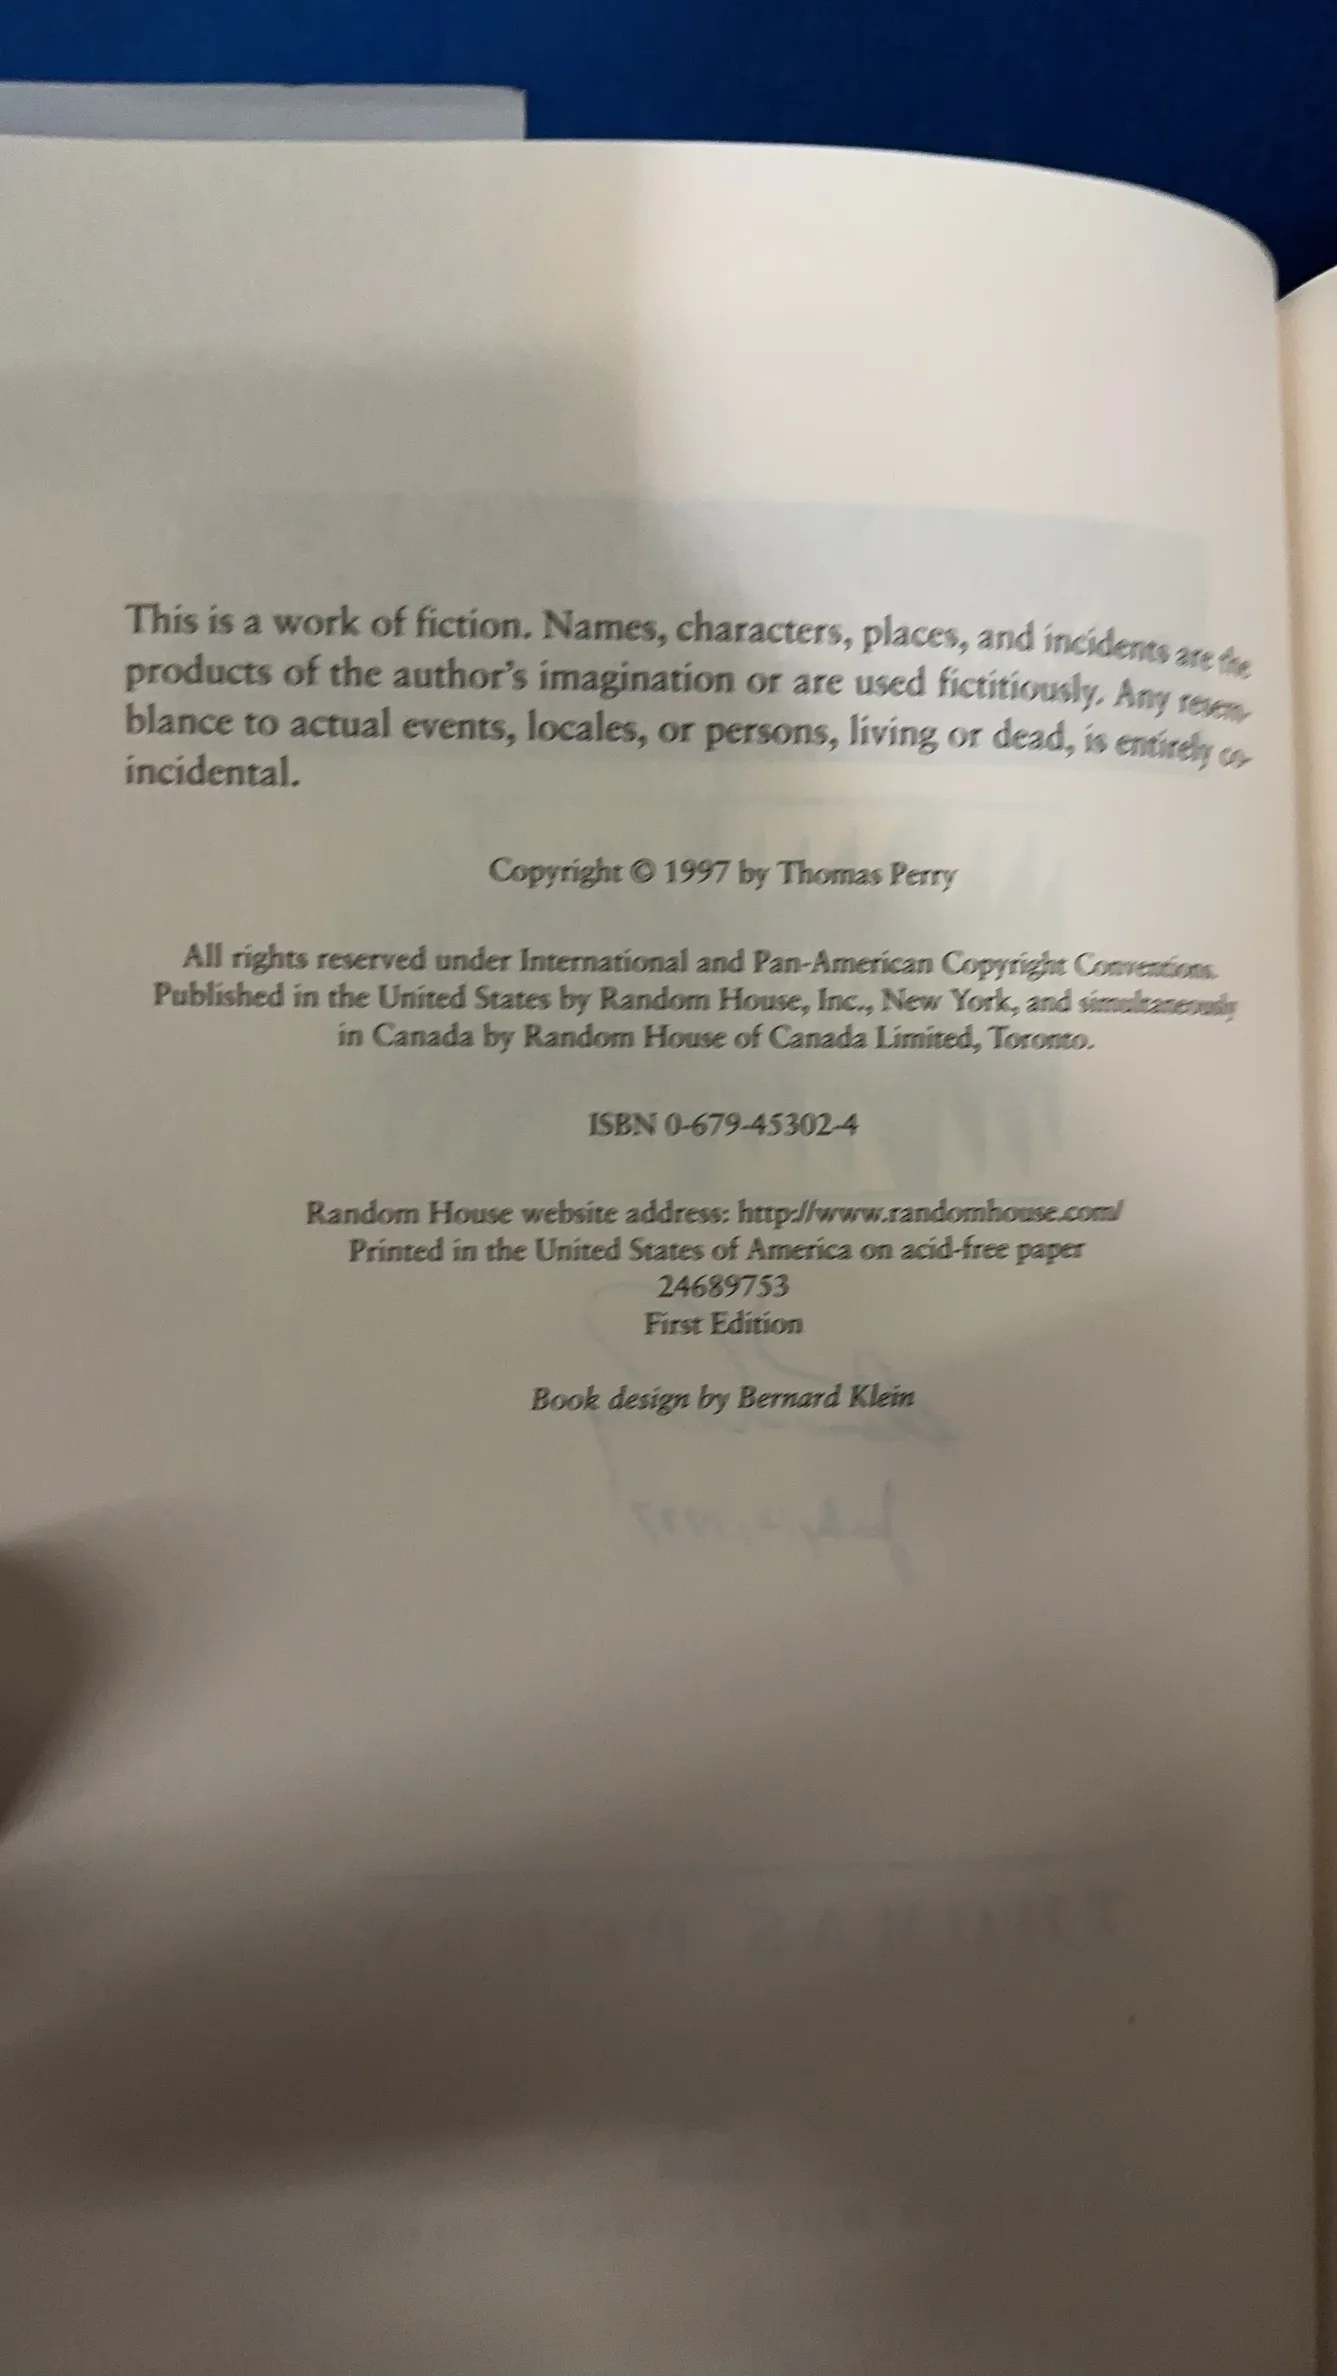 This is a work of fiction. Names, characters, places, and incidents are the
products of the author's imagination or are used fictitiously. Any resem-
blance to actual events, locales, or persons, living or dead, is entirely co-
incidental.
Copyright © 1997 by Thomas Perry
All rights reserved under International and Pan-American Copyright Conventions.
Published in the United States by Random House, Inc., New York, and simultaneously
in Canada by Random House of Canada Limited, Toronto.
ISBN 0-679-45302-4
Random House website address: http://www.randomhouse.com/
Printed in the United States of America on acid-free paper
24689753
First Edition
Book design by Bernard Klein